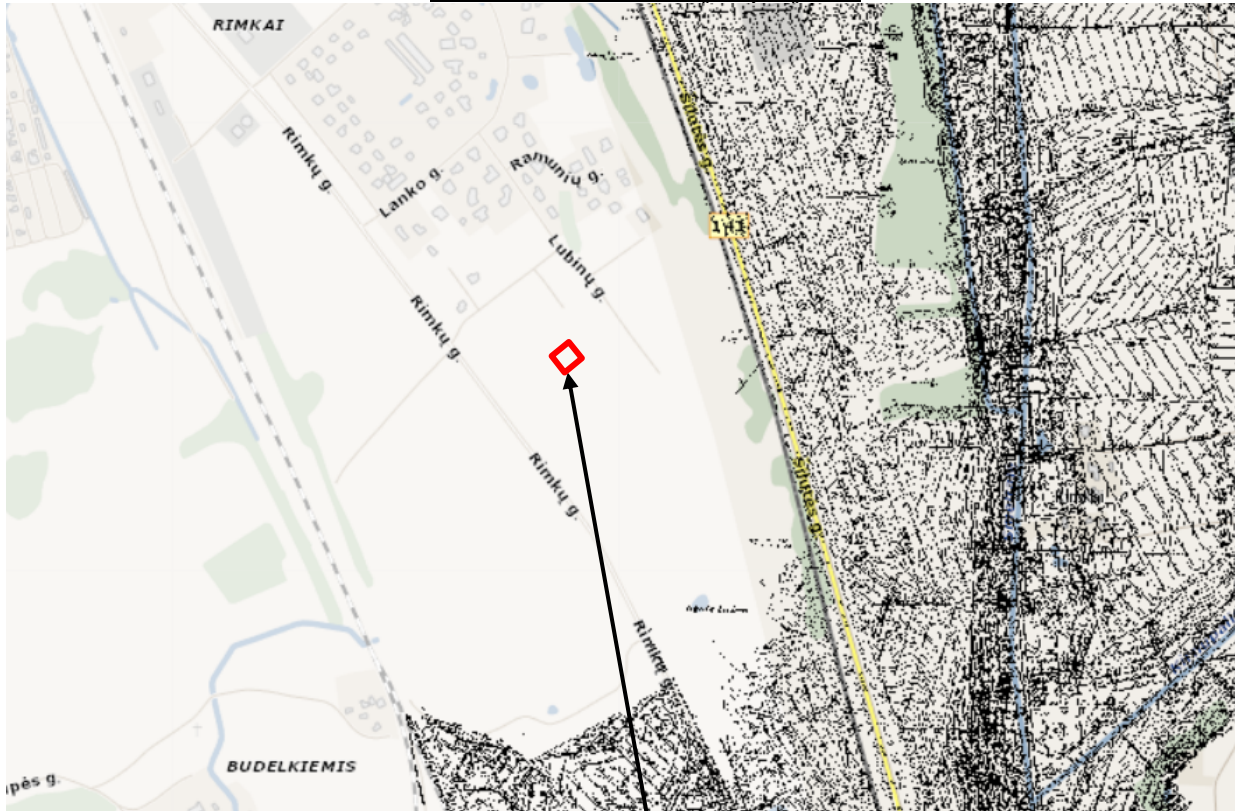 RIMKAI
Šilutės g.
Rimkų g.
Ramunių g.
Lanko g.
141
Lubinų g.
Rimkų g.
Rimkų g.
Šilutės g.
Rimkų g.
BUDELKIEMIS
pės g.